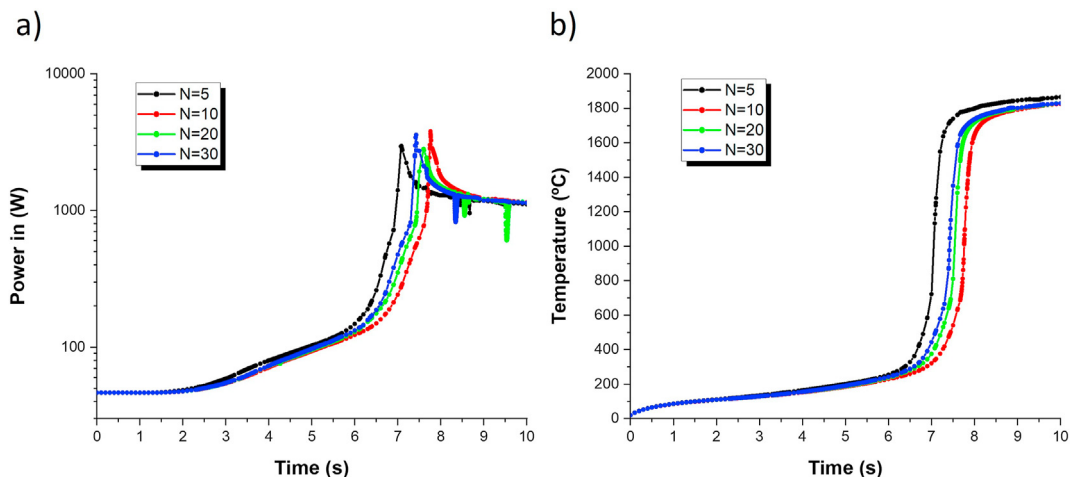 a)
10000
1000
100
Power in (W)
N=5
N=10
N=20
N=30
0 1 2 3 4 5 6 7 8 9 10
Time (s)
b)
2000
1800
1600
1400
1200
1000
800
600
400
200
0
Temperature (ºC)
N=5
N=10
N=20
N=30
0 1 2 3 4 5 6 7 8 9 10
Time (s)